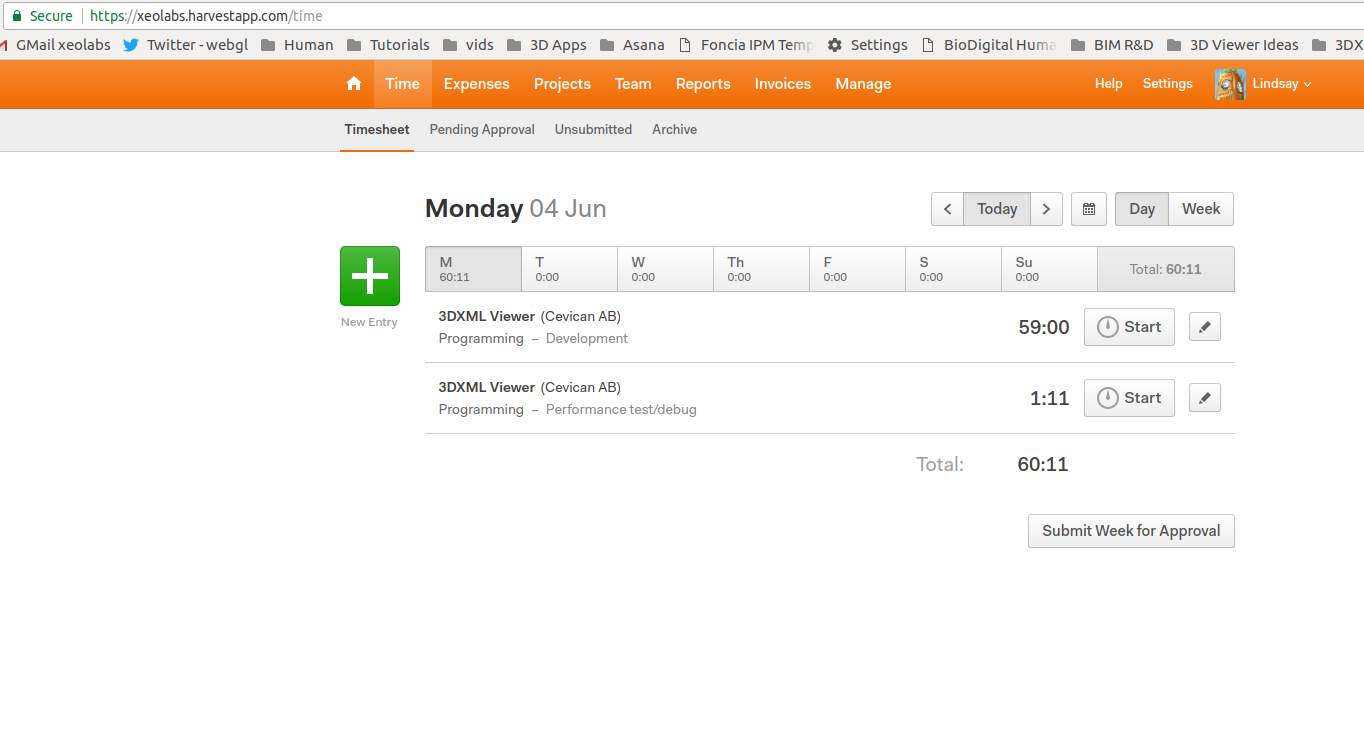 Secure https://xeolabs.harvestapp.com/time
GMail xeolabs Twitter - webgl Human Tutorials vids 3D Apps Asana Foncia IPM Temp Settings BioDigital Huma BIM R&D 3D Viewer Ideas 3DX
Time Expenses Projects Team Reports Invoices Manage Help Settings Lindsay
Timesheet Pending Approval Unsubmitted Archive
Monday 04 Jun Today Day Week
M T W Th F S Su
60:11 0:00 0:00 0:00 0:00 0:00 0:00 Total: 60:11
New Entry
3DXML Viewer (Cevican AB)
Programming – Development
59:00 Start
3DXML Viewer (Cevican AB)
Programming – Performance test/debug
1:11 Start
Total: 60:11
Submit Week for Approval